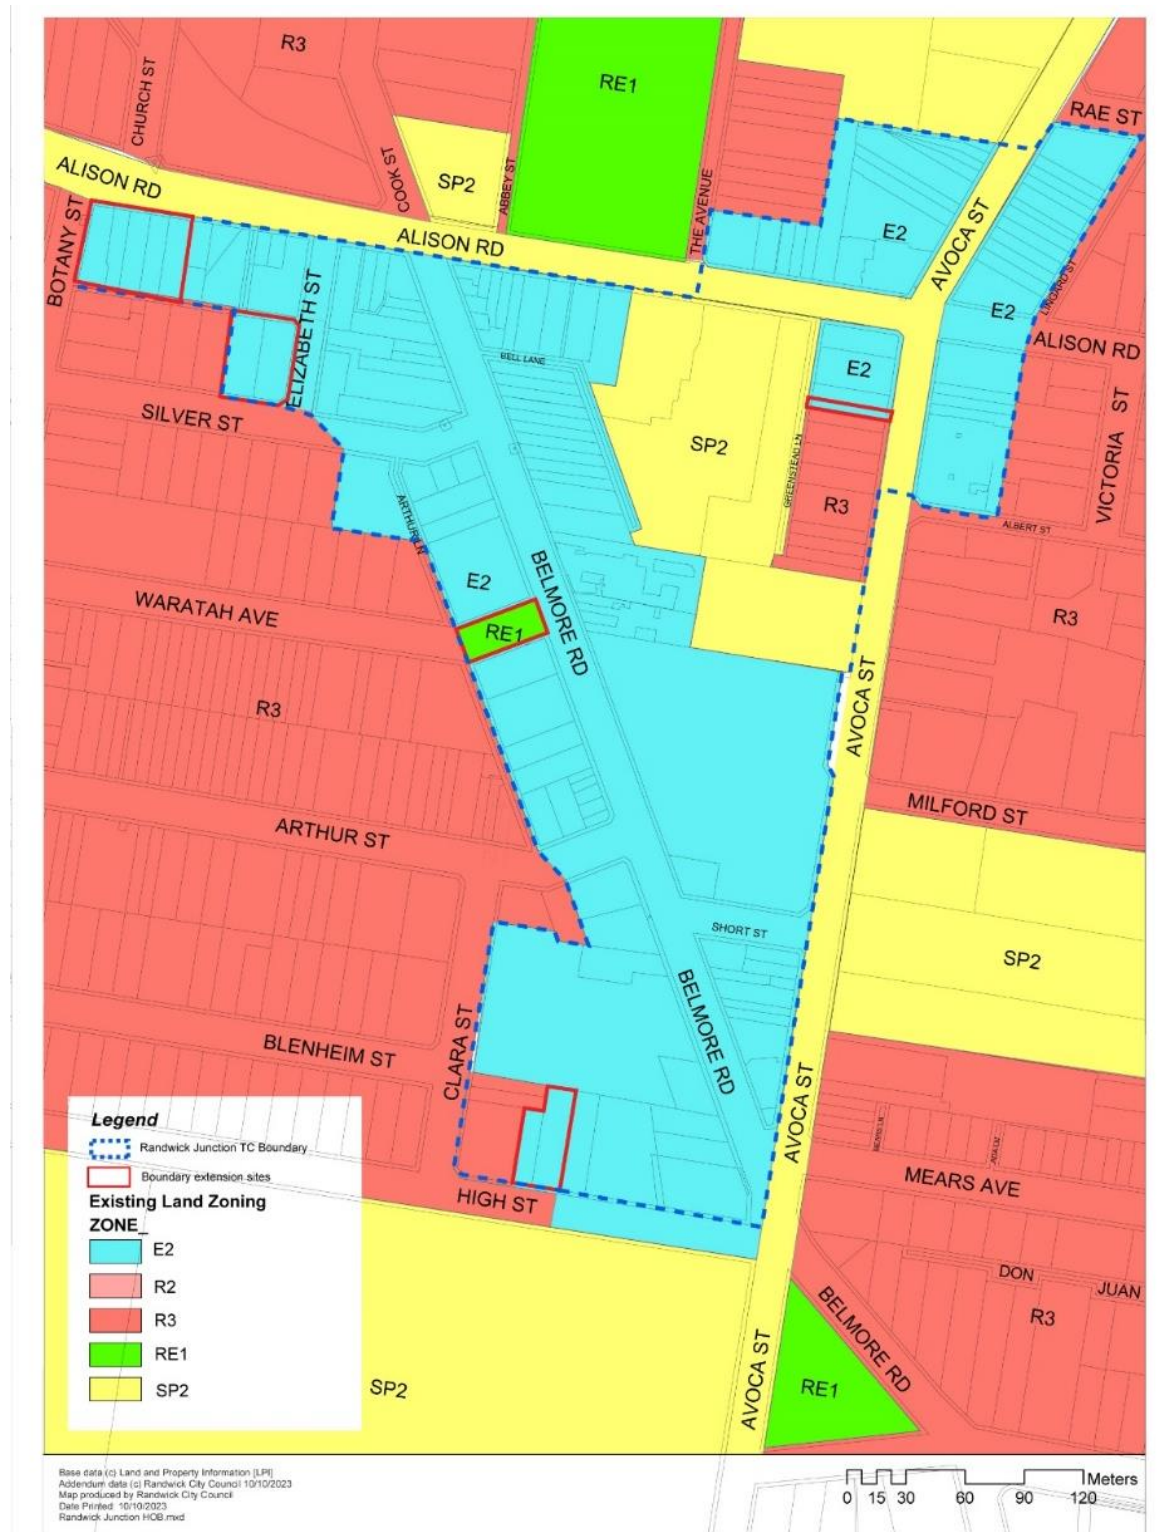 R3
CHURCH ST
RE1
RAE ST
COOK ST
SP2
ABBEY ST
THE AVENUE
ALISON RD
ALISON RD
E2
AVOCA ST
BOTANY ST
ELIZABETH ST
E2
LINGARD ST
ALISON RD
BELL LANE
E2
SILVER ST
SP2
GREENSTEAD LN
R3
VICTORIA ST
ARTHUR LN
ALBERT ST
E2
BELMORE RD
WARATAH AVE
RE1
R3
R3
AVOCA ST
MILFORD ST
ARTHUR ST
SHORT ST
SP2
BELMORE RD
CLARA ST
BLENHEIM ST
AVOCA ST
MEARS LN
MEARS AVE
HIGH ST
DON JUAN
BELMORE RD
R3
AVOCA ST
RE1
SP2
Legend
Randwick Junction TC Boundary
Boundary extension sites
Existing Land Zoning
ZONE_
E2
R2
R3
RE1
SP2
Base data (c) Land and Property Information [LPI]
Addendum data (c) Randwick City Council 10/10/2023
Map produced by Randwick City Council
Date Printed: 10/10/2023
Randwick Junction HOB.mxd
Meters
0 15 30 60 90 120